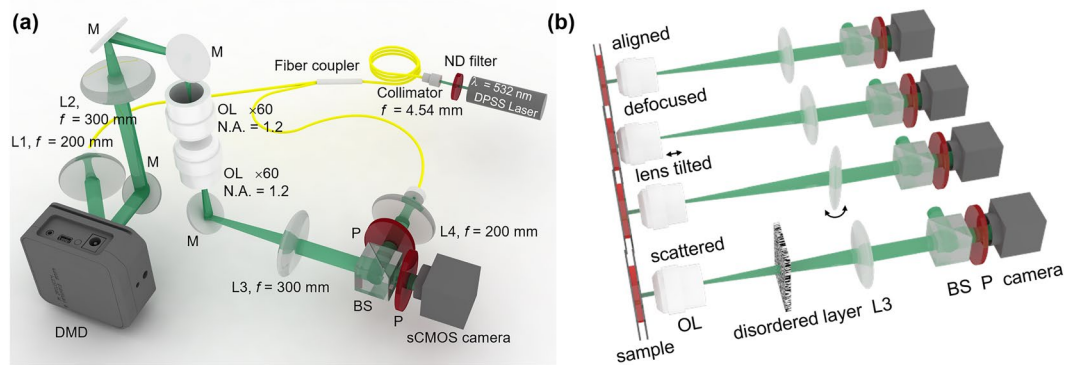 (a)
M
M
L2,
f = 300 mm
L1, f = 200 mm
M
DMD
Fiber coupler
OL ×60
N.A. = 1.2
OL ×60
N.A. = 1.2
M
Collimator
f = 4.54 mm
ND filter
λ = 532 nm
DPSS Laser
P
L4, f = 200 mm
L3, f = 300 mm
BS
P
sCMOS camera
(b)
aligned
defocused
lens tilted
scattered
OL
disordered layer L3
BS P camera
sample